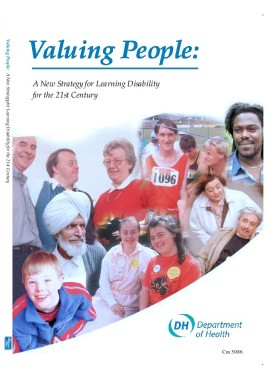 Valuing People:
A New Strategy for Learning Disability
for the 21st Century
Valuing People: A New Strategy for Learning Disability for the 21st Century
1096
DH Department
of Health
Cm 5086